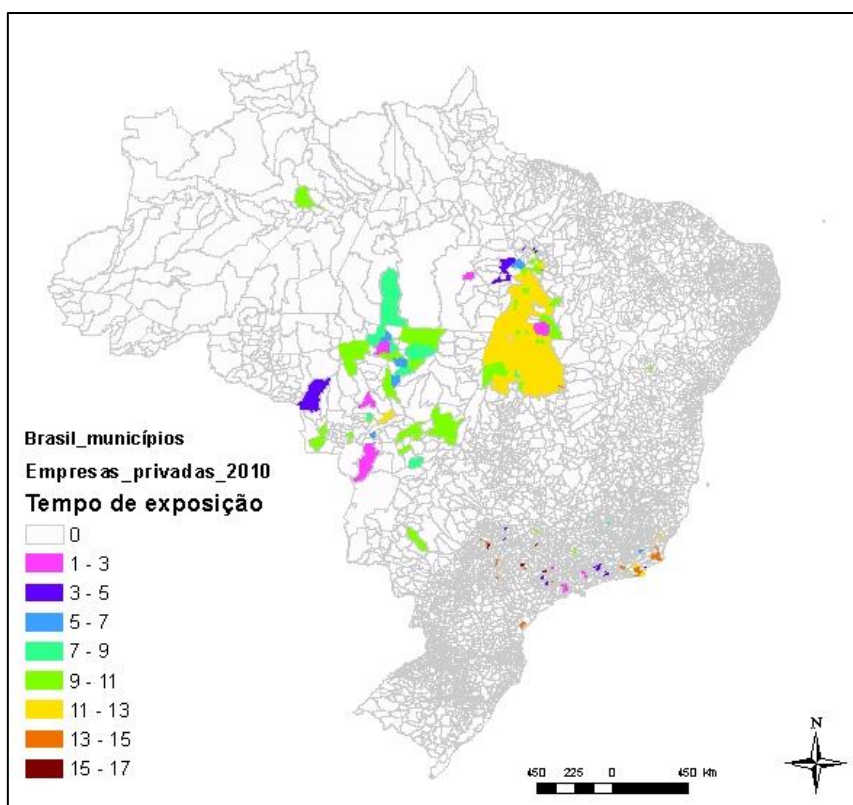 Brasil_municípios
Empresas_privadas_2010
Tempo de exposição
0
1 - 3
3 - 5
5 - 7
7 - 9
9 - 11
11 - 13
13 - 15
15 - 17
N
450 225 0 450 Km